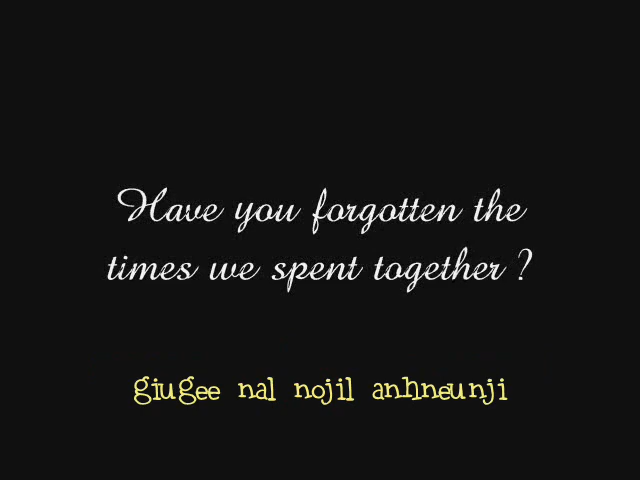 Have you forgotten the
times we spent together ?
giugee nal nojil anhneunji